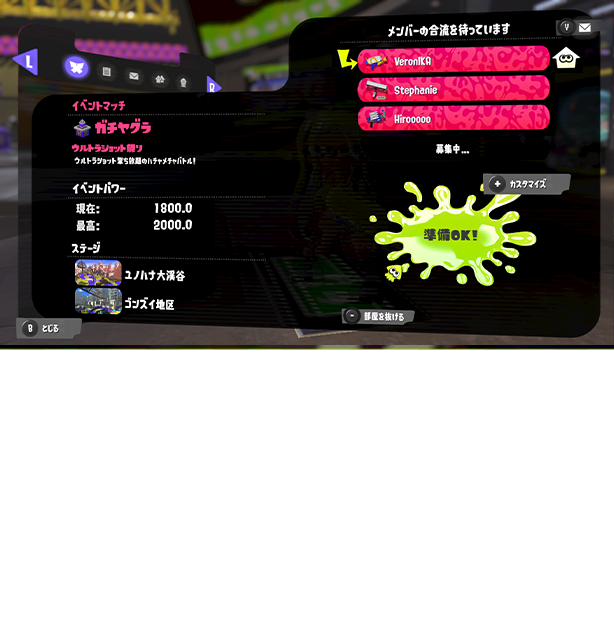 メンバーの合流を待っています
Y
L
R
VeronIKA
Stephanie
Hirooooo
募集中...
イベントマッチ
ガチヤグラ
ウルトラショット祭り
ウルトラショット撃ち放題のハチャメチャバトル！
イベントパワー
現在: 1800.0
最高: 2000.0
ステージ
ユノハナ大渓谷
ゴンズイ地区
+ カスタマイズ
準備OK!
- 部屋を抜ける
B とじる